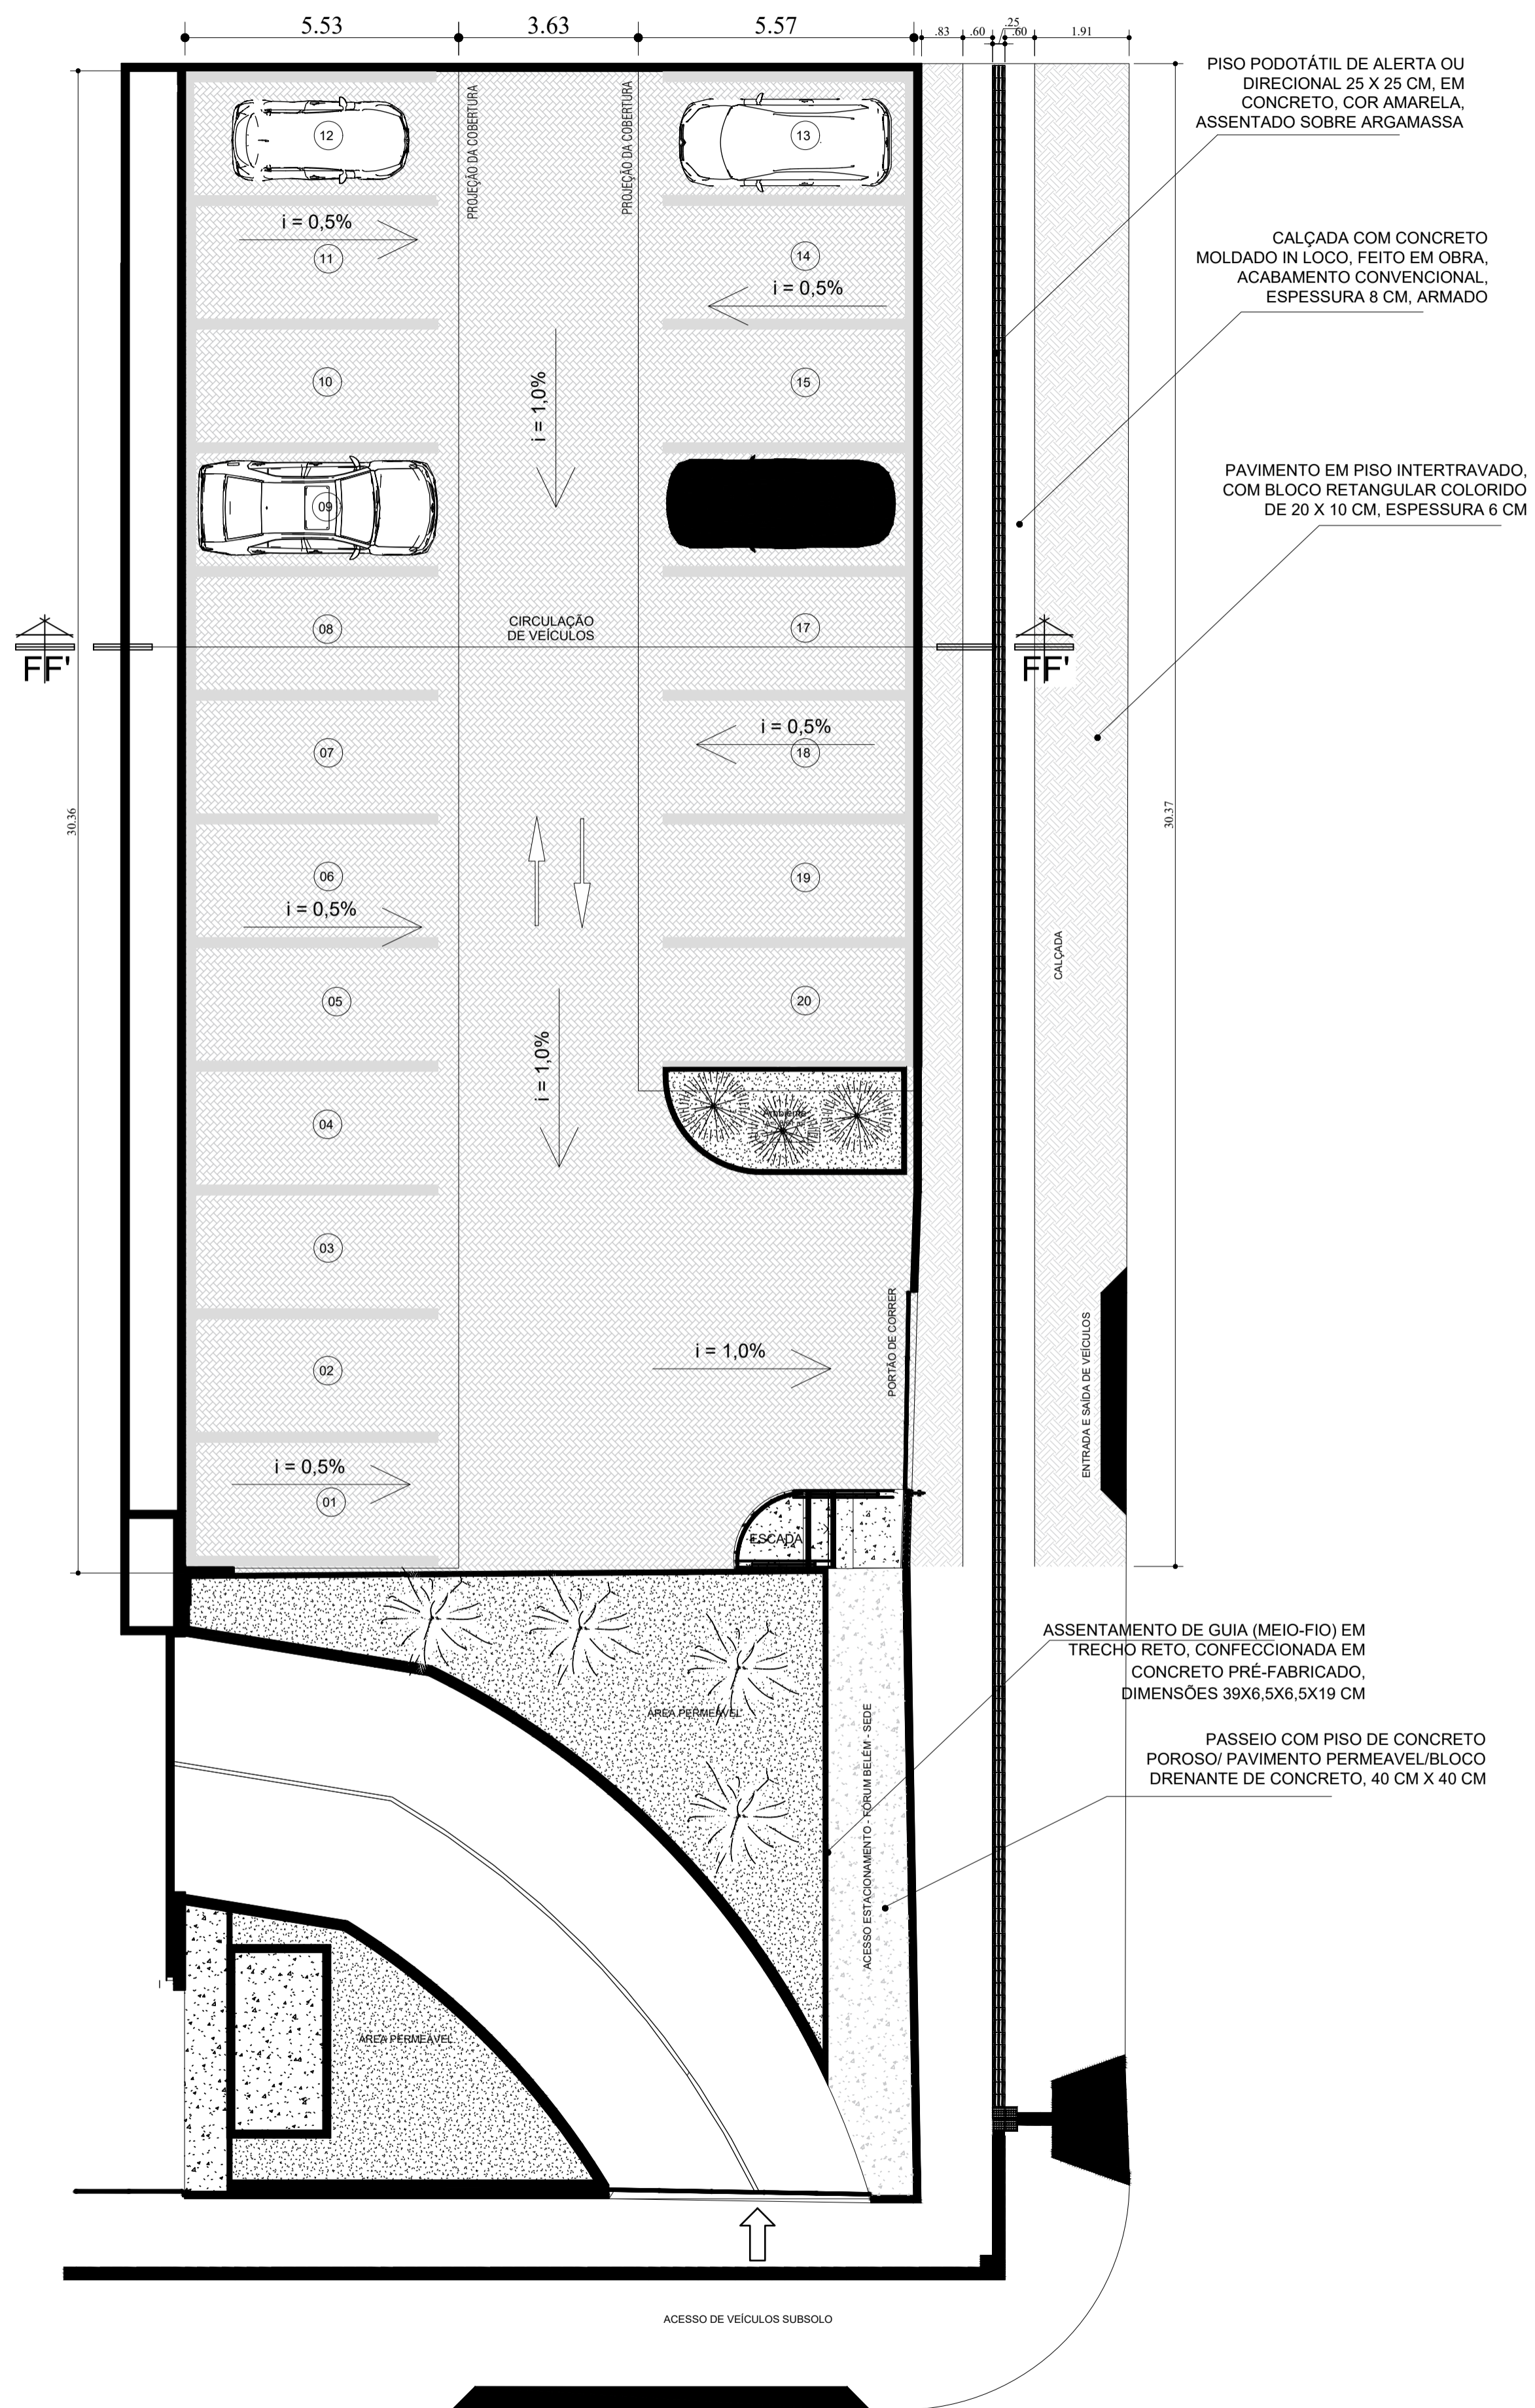 5.53
3.63
5.57
.83
.60
.25
.60
1.91
PISO PODOTÁTIL DE ALERTA OU
DIRECIONAL 25 X 25 CM, EM
CONCRETO, COR AMARELA,
ASSENTADO SOBRE ARGAMASSA
PROJEÇÃO DA COBERTURA
PROJEÇÃO DA COBERTURA
12
13
i = 0,5%
11
14
i = 0,5%
CALÇADA COM CONCRETO
MOLDADO IN LOCO, FEITO EM OBRA,
ACABAMENTO CONVENCIONAL,
ESPESSURA 8 CM, ARMADO
10
15
i = 1,0%
PAVIMENTO EM PISO INTERTRAVADO,
COM BLOCO RETANGULAR COLORIDO
DE 20 X 10 CM, ESPESSURA 6 CM
09
08
CIRCULAÇÃO
DE VEÍCULOS
17
FF'
FF'
07
i = 0,5%
18
30.36
30.37
06
19
i = 0,5%
CALÇADA
05
20
i = 1,0%
04
Ambiente
03
PORTÃO DE CORRER
ENTRADA E SAÍDA DE VEÍCULOS
02
i = 1,0%
i = 0,5%
01
ESCADA
ASSENTAMENTO DE GUIA (MEIO-FIO) EM
TRECHO RETO, CONFECCIONADA EM
CONCRETO PRÉ-FABRICADO,
DIMENSÕES 39X6,5X6,5X19 CM
ÁREA PERMEÁVEL
ACESSO ESTACIONAMENTO - FÓRUM BELÉM - SEDE
PASSEIO COM PISO DE CONCRETO
POROSO/ PAVIMENTO PERMEAVEL/BLOCO
DRENANTE DE CONCRETO, 40 CM X 40 CM
ÁREA PERMEÁVEL
ACESSO DE VEÍCULOS SUBSOLO